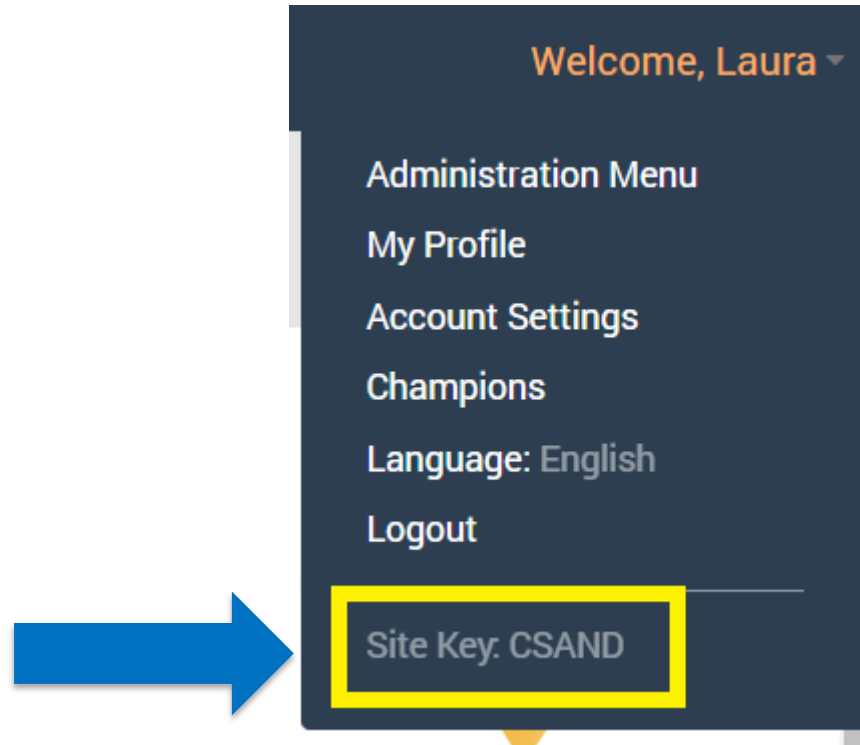 Welcome, Laura
Administration Menu
My Profile
Account Settings
Champions
Language: English
Logout
Site Key: CSAND